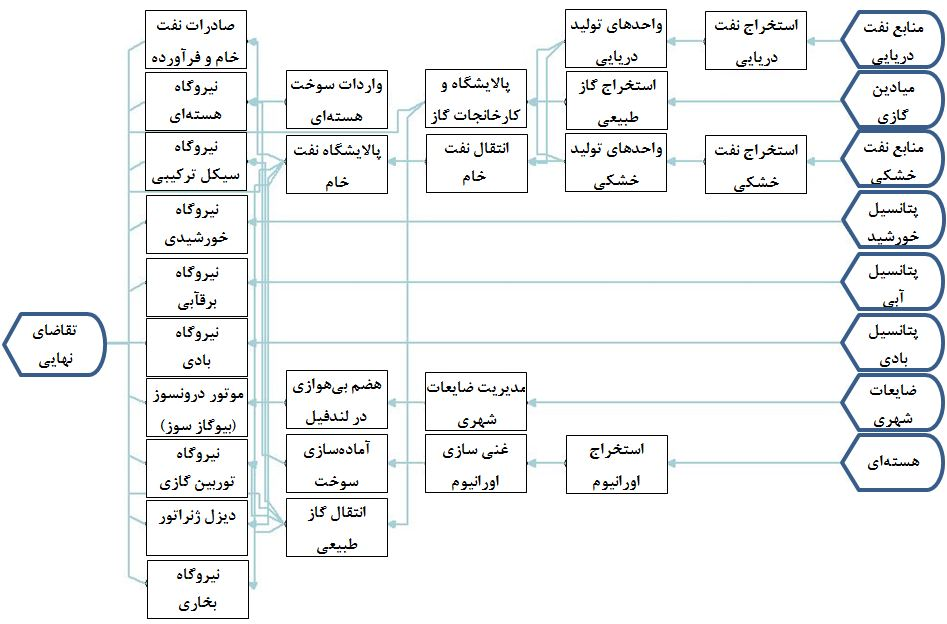 منابع نفت
دریایی
استخراج نفت
دریایی
واحدهای تولید
دریایی
صادرات نفت
خام و فرآورده
میادین
گازی
استخراج گاز
طبیعی
پالایشگاه و
کارخانجات گاز
واردات سوخت
هسته‌ای
نیروگاه
هسته‌ای
منابع نفت
خشکی
استخراج نفت
خشکی
واحدهای تولید
خشکی
انتقال نفت
خام
پالایشگاه نفت
خام
نیروگاه
سیکل ترکیبی
پتانسیل
خورشید
نیروگاه
خورشیدی
پتانسیل
آبی
نیروگاه
برقآبی
پتانسیل
بادی
نیروگاه
بادی
تقاضای
نهایی
ضایعات
شهری
مدیریت ضایعات
شهری
هضم بی‌هوازی
در لندفیل
موتور درونسوز
(بیوگاز سوز)
هسته‌ای
استخراج
اورانیوم
غنی سازی
اورانیوم
آماده‌سازی
سوخت
نیروگاه
توربین گازی
انتقال گاز
طبیعی
دیزل ژنراتور
نیروگاه
بخاری